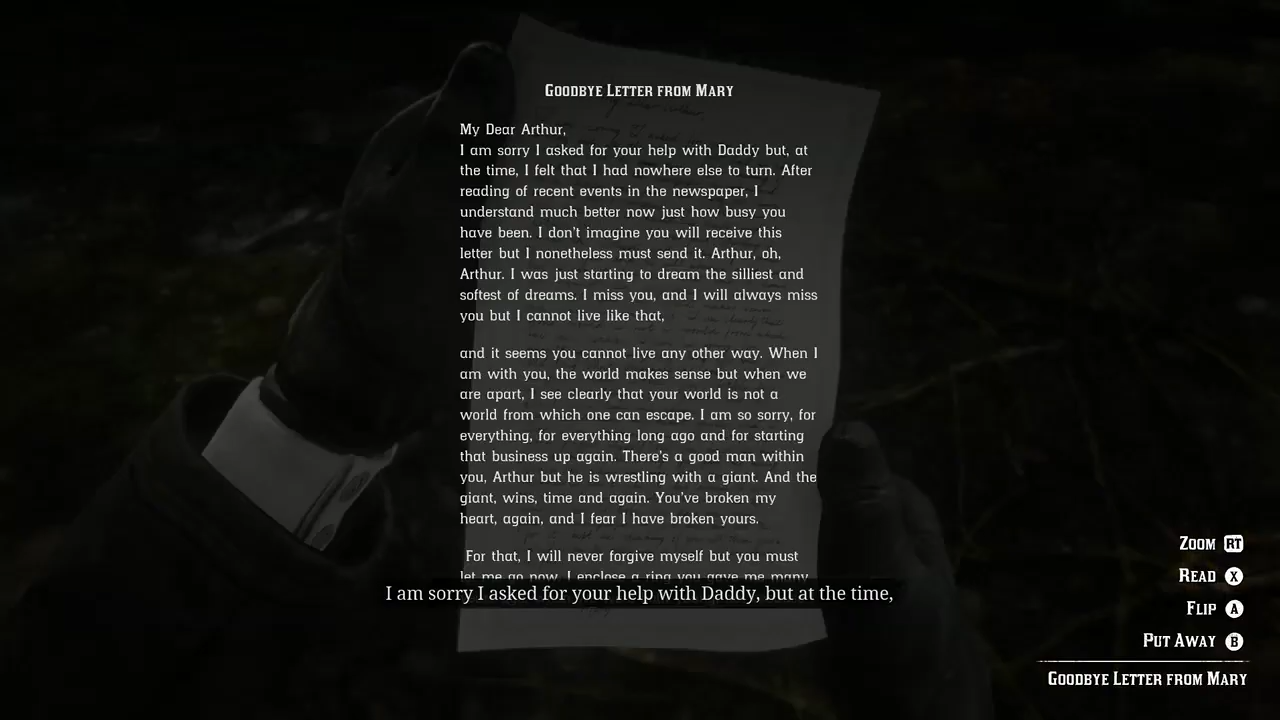 Goodbye Letter from Mary
My Dear Arthur,
I am sorry I asked for your help with Daddy but, at
the time, I felt that I had nowhere else to turn. After
reading of recent events in the newspaper, I
understand much better now just how busy you
have been. I don't imagine you will receive this
letter but I nonetheless must send it. Arthur, oh,
Arthur. I was just starting to dream the silliest and
softest of dreams. I miss you, and I will always miss
you but I cannot live like that,
and it seems you cannot live any other way. When I
am with you, the world makes sense but when we
are apart, I see clearly that your world is not a
world from which one can escape. I am so sorry, for
everything, for everything long ago and for starting
that business up again. There's a good man within
you, Arthur but he is wrestling with a giant. And the
giant, wins, time and again. You've broken my
heart, again, and I fear I have broken yours.
For that, I will never forgive myself but you must
let me go now. I enclose a ring you gave me many
I am sorry I asked for your help with Daddy, but at the time,
Zoom RT
Read X
Flip A
Put Away B
Goodbye Letter from Mary